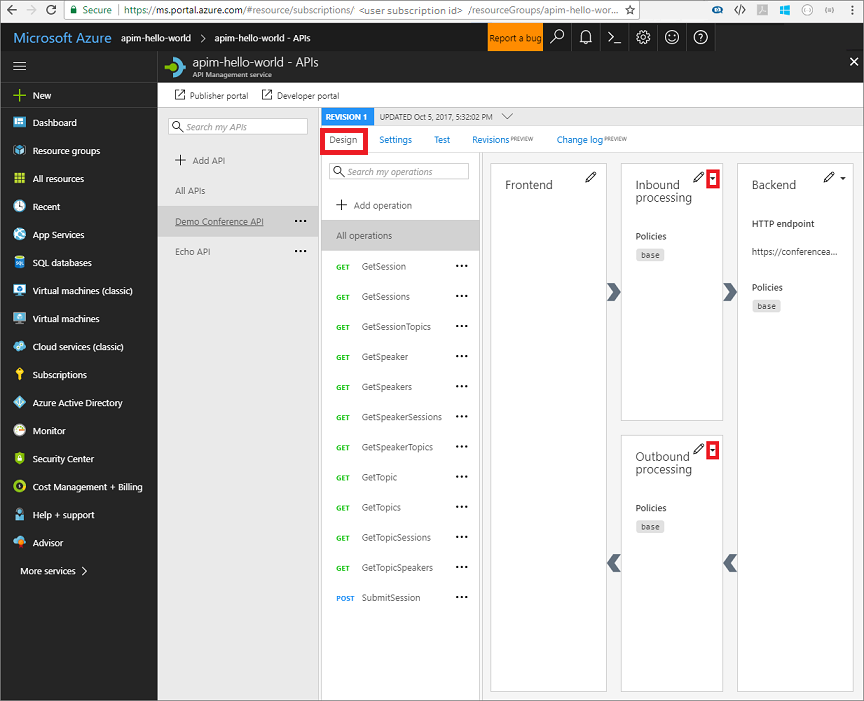 Secure https://ms.portal.azure.com/#resource/subscriptions/ <user subscription id> /resourceGroups/apim-hello-wor...
Microsoft Azure apim-hello-world > apim-hello-world - APIs Report a bug
apim-hello-world - APIs
API Management service
Publisher portal Developer portal
New
Dashboard
Resource groups
All resources
Recent
App Services
SQL databases
Virtual machines (classic)
Virtual machines
Cloud services (classic)
Subscriptions
Azure Active Directory
Monitor
Security Center
Cost Management + Billing
Help + support
Advisor
More services >
Search my APIs
Add API
All APIs
Demo Conference API
Echo API
REVISION 1 UPDATED Oct 5, 2017, 5:32:02 PM
Design Settings Test Revisions PREVIEW Change log PREVIEW
Search my operations
Add operation
All operations
GET GetSession
GET GetSessions
GET GetSessionTopics
GET GetSpeaker
GET GetSpeakers
GET GetSpeakerSessions
GET GetSpeakerTopics
GET GetTopic
GET GetTopics
GET GetTopicSessions
GET GetTopicSpeakers
POST SubmitSession
Frontend
Inbound
processing
Policies
base
Outbound
processing
Policies
base
Backend
HTTP endpoint
https://conferencea...
Policies
base